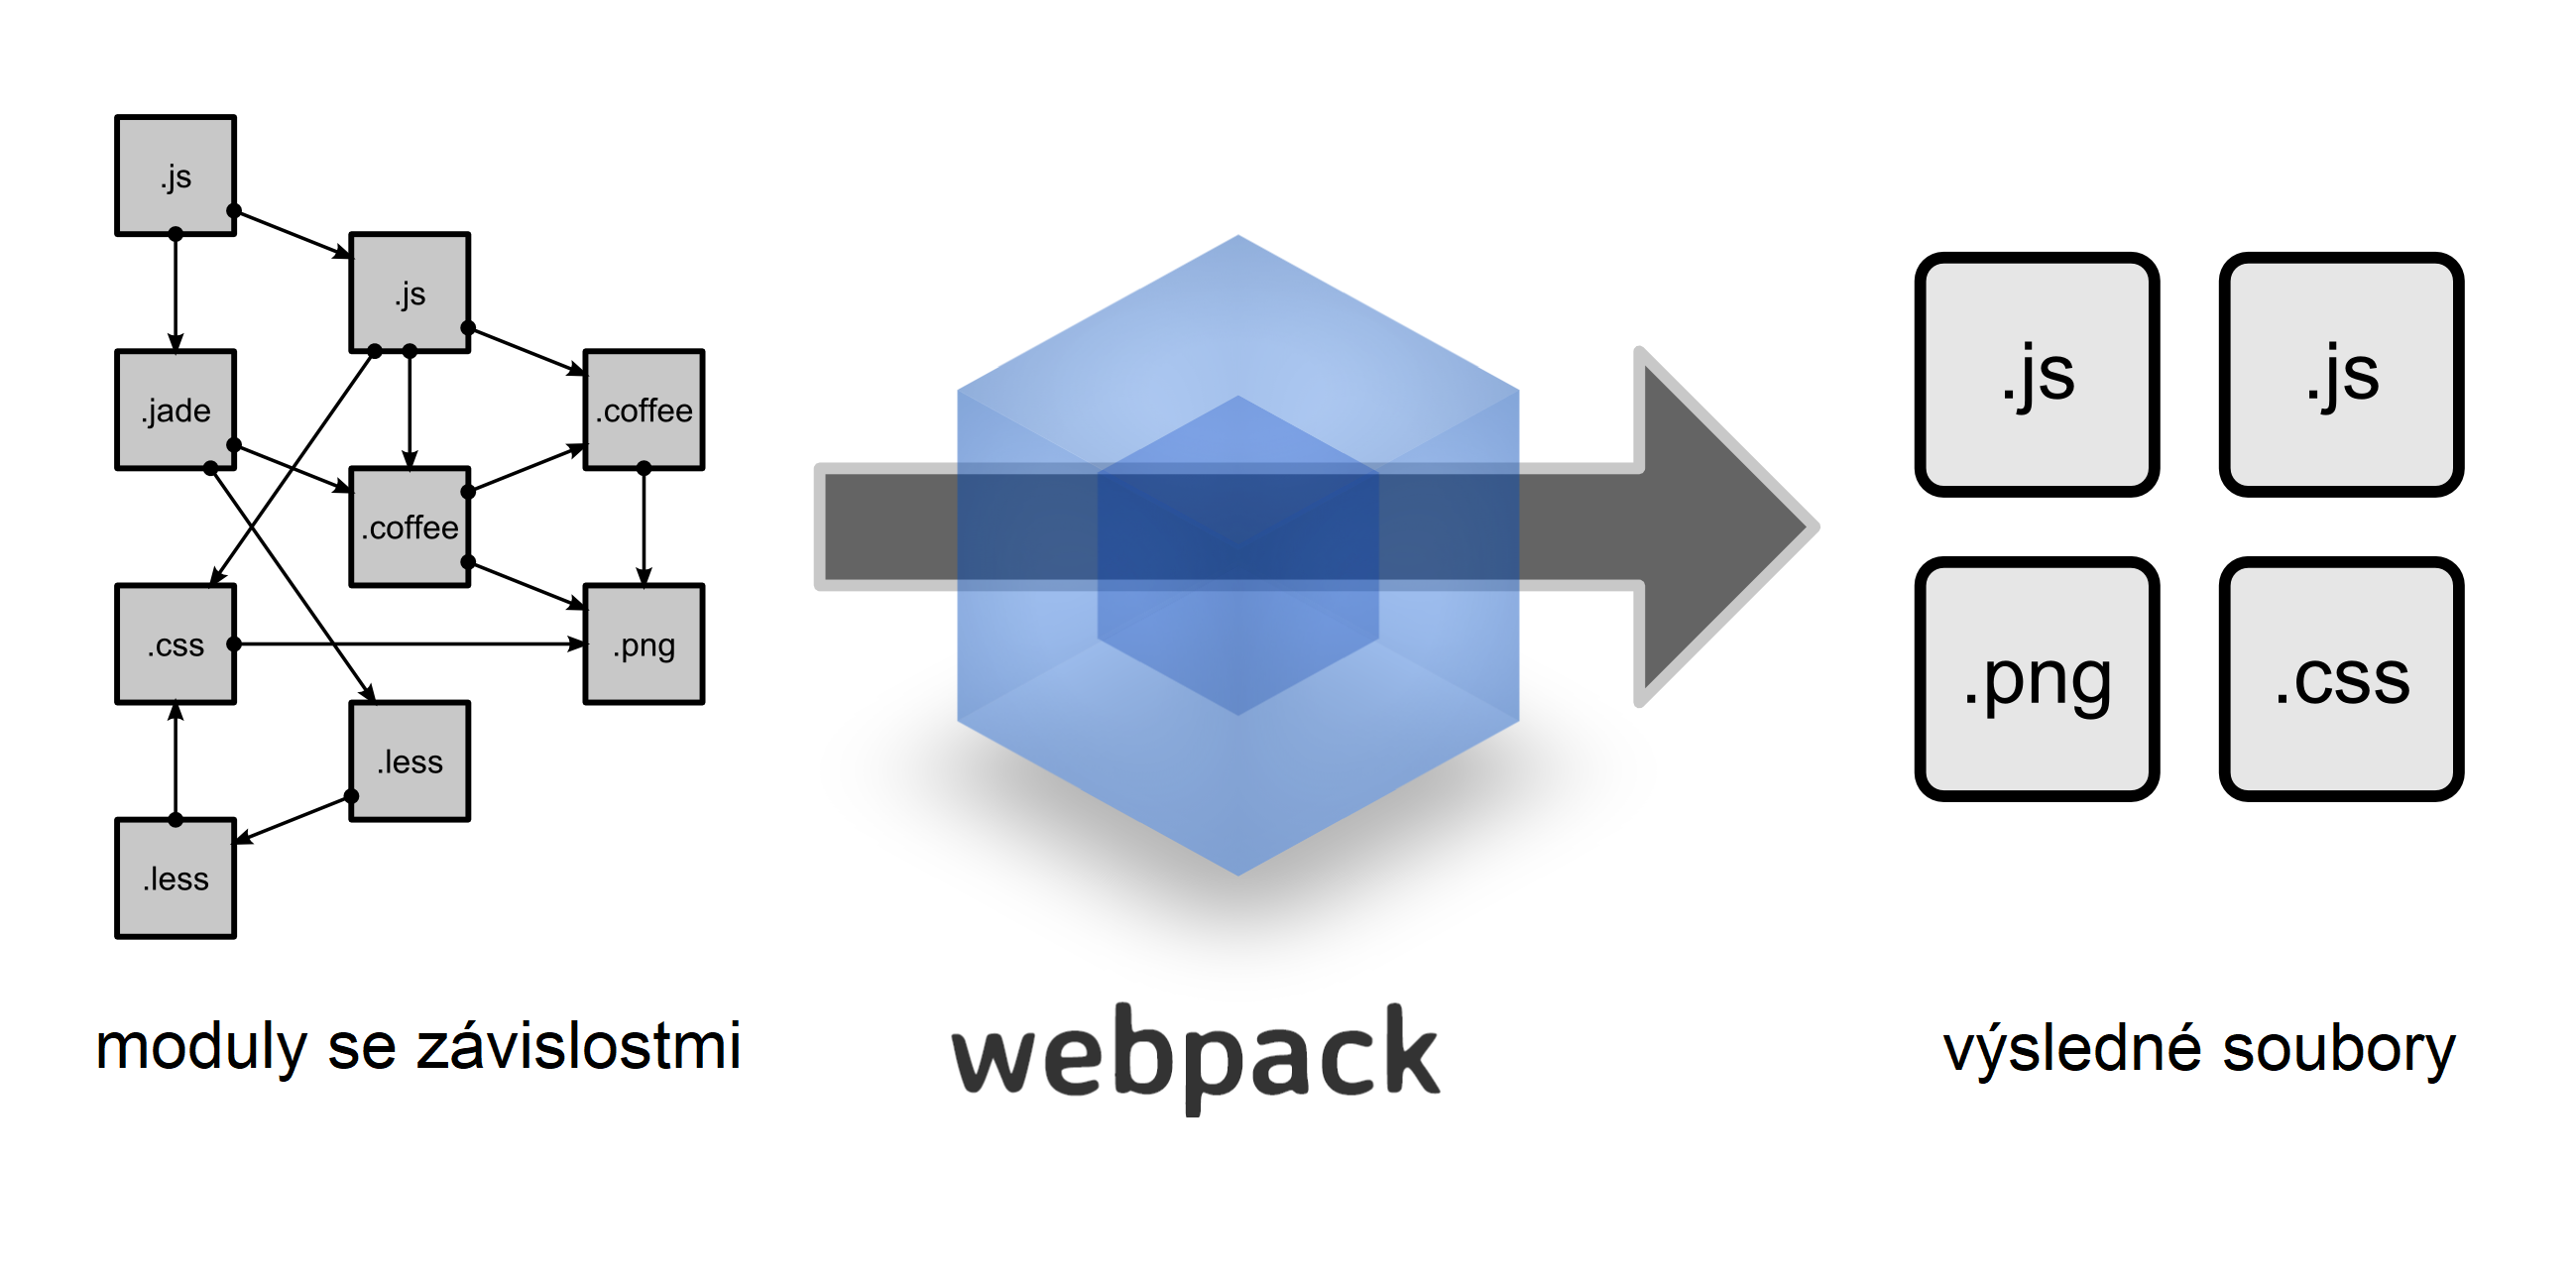 .js
.js
.jade
.coffee
.coffee
.css
.png
.less
.less
moduly se závislostmi
webpack
.js
.js
.png
.css
výsledné soubory